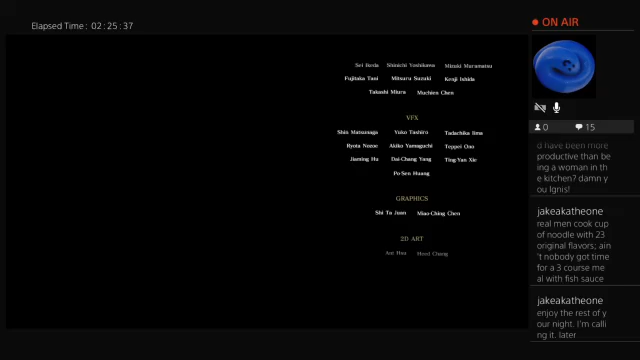 Elapsed Time : 02:25:37
ON AIR
Sei Ikeda Shinichi Yoshikawa Mizuki Muramatsu
Fujitaka Tani Mitsuru Suzuki Kenji Ishida
Takashi Miura Muchien Chen
VFX
Shin Matsunaga Yuko Tashiro Tadachika Iima
Ryota Nozoe Akiko Yamaguchi Teppei Ono
Jiaming Hu Dai-Chang Yang Ting-Yan Xie
Po-Sen Huang
GRAPHICS
Shi Ta Juan Miao-Ching Chen
2D ART
0
15
d have been more
productive than be
ing a woman in th
e kitchen? damn y
ou Ignis!
jakeakatheone
real men cook cup
of noodle with 23
original flavors; ain
't nobody got time
for a 3 course me
al with fish sauce
jakeakatheone
enjoy the rest of y
our night. I'm calli
ng it. later